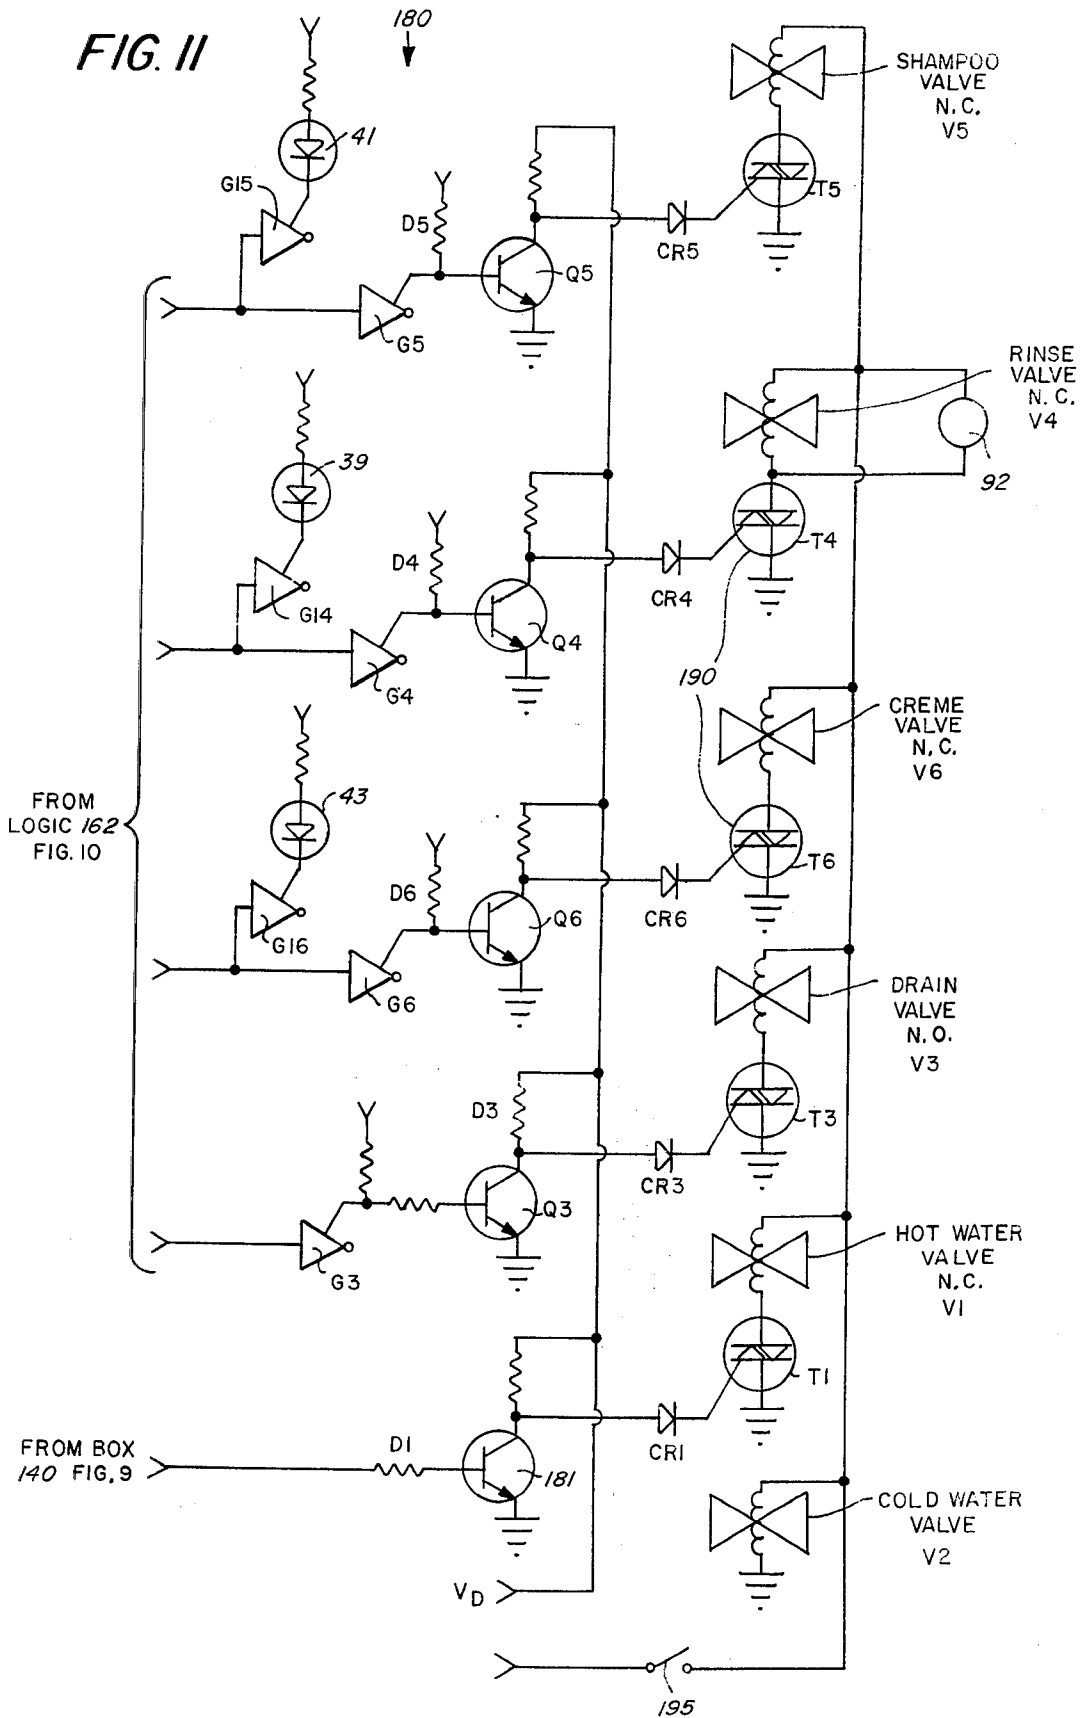 FIG. 11
180
SHAMPOO
VALVE
N.C.
V5
41
G15
D5
T5
CR5
Q5
G5
RINSE
VALVE
N.C.
V4
39
92
T4
D4
CR4
G14
Q4
G4
190
CREME
VALVE
N.C.
V6
43
FROM
LOGIC 162
FIG. 10
T6
D6
CR6
Q6
G16
G6
DRAIN
VALVE
N.O.
V3
D3
T3
CR3
Q3
G3
HOT WATER
VALVE
N.C.
V1
T1
FROM BOX
140 FIG. 9
D1
CR1
181
COLD WATER
VALVE
V2
VD
195